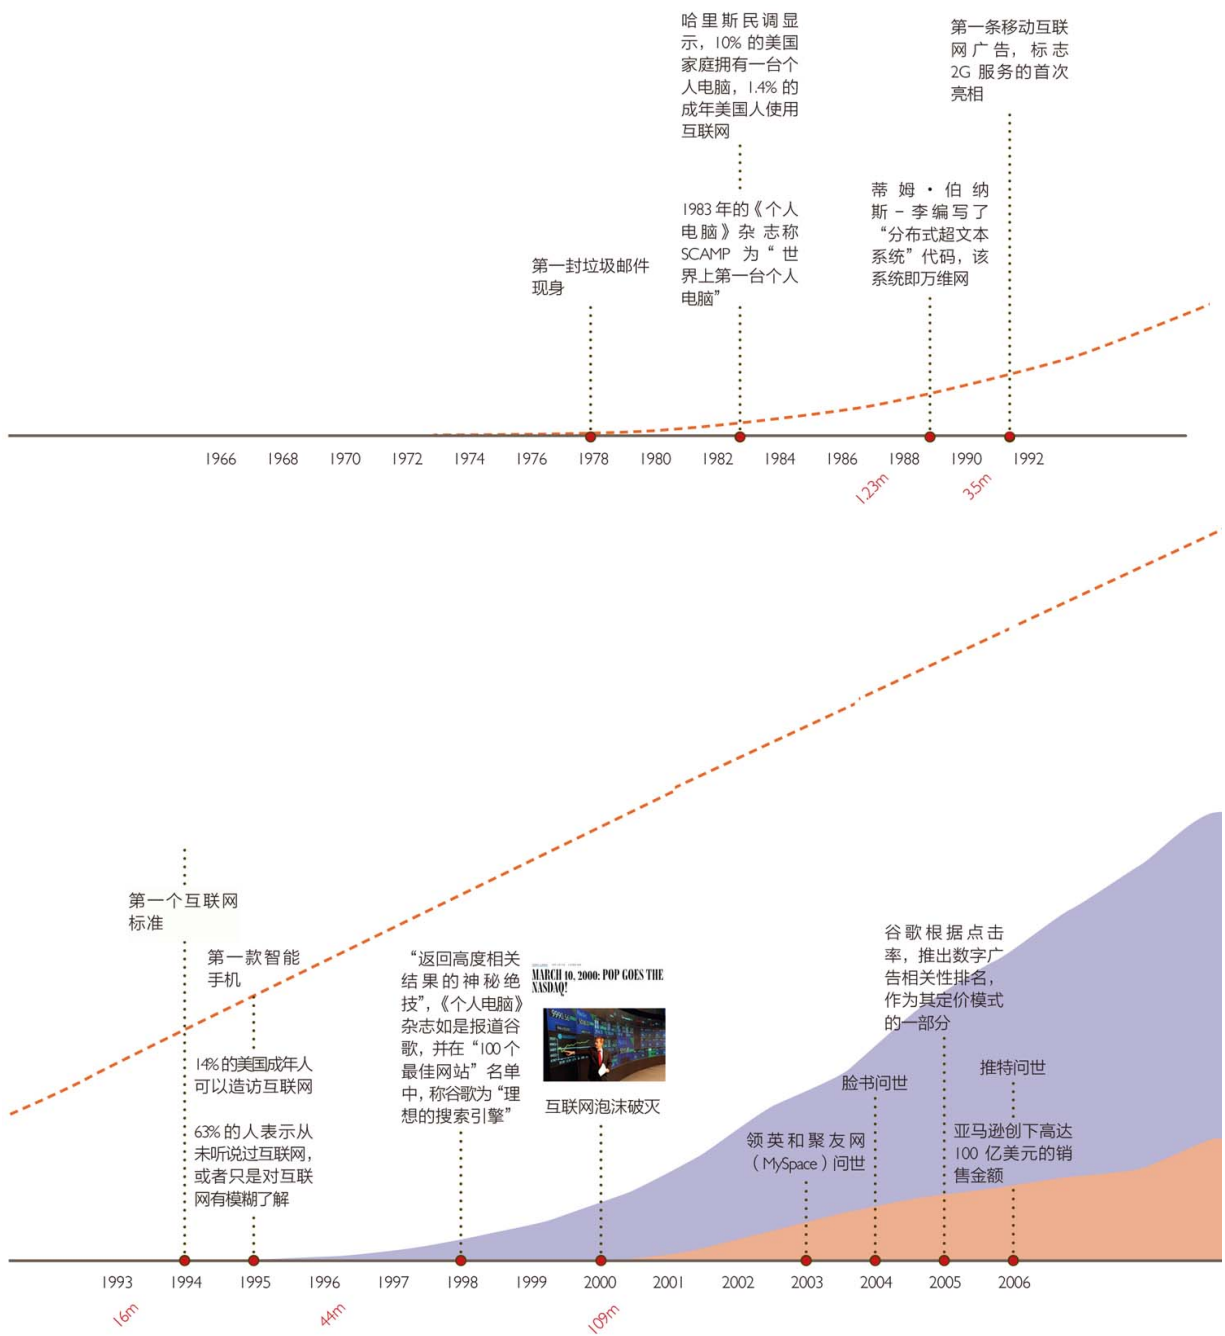 哈里斯民调显
示，10% 的美国
家庭拥有一台个
人电脑，1.4% 的
成年美国人使用
互联网
第一条移动互联
网广告，标志
2G 服务的首次
亮相
1983 年的《个人
电脑》杂志称
SCAMP 为“世
界上第一台个人
电脑”
蒂姆·伯纳
斯－李编写了
“分布式超文本
系统”代码，该
系统即万维网
第一封垃圾邮件
现身
1966 1968 1970 1972 1974 1976 1978 1980 1982 1984 1986 1988 1990 1992
1.23m 35m
第一个互联网
标准
第一款智能
手机
14% 的美国成年人
可以造访互联网
63% 的人表示从
未听说过互联网，
或者只是对互联
网有模糊了解
“返回高度相关
结果的神秘绝
技”，《个人电脑》
杂志如是报道谷
歌，并在“100 个
最佳网站”名单
中，称谷歌为“理
想的搜索引擎”
MARCH 10, 2000: POP GOES THE
NASDAQ!
互联网泡沫破灭
领英和聚友网
（MySpace）问世
脸书问世
谷歌根据点击
率，推出数字广
告相关性排名，
作为其定价模式
的一部分
推特问世
亚马逊创下高达
100 亿美元的销
售金额
1993 1994 1995 1996 1997 1998 1999 2000 2001 2002 2003 2004 2005 2006
16m 44m 109m